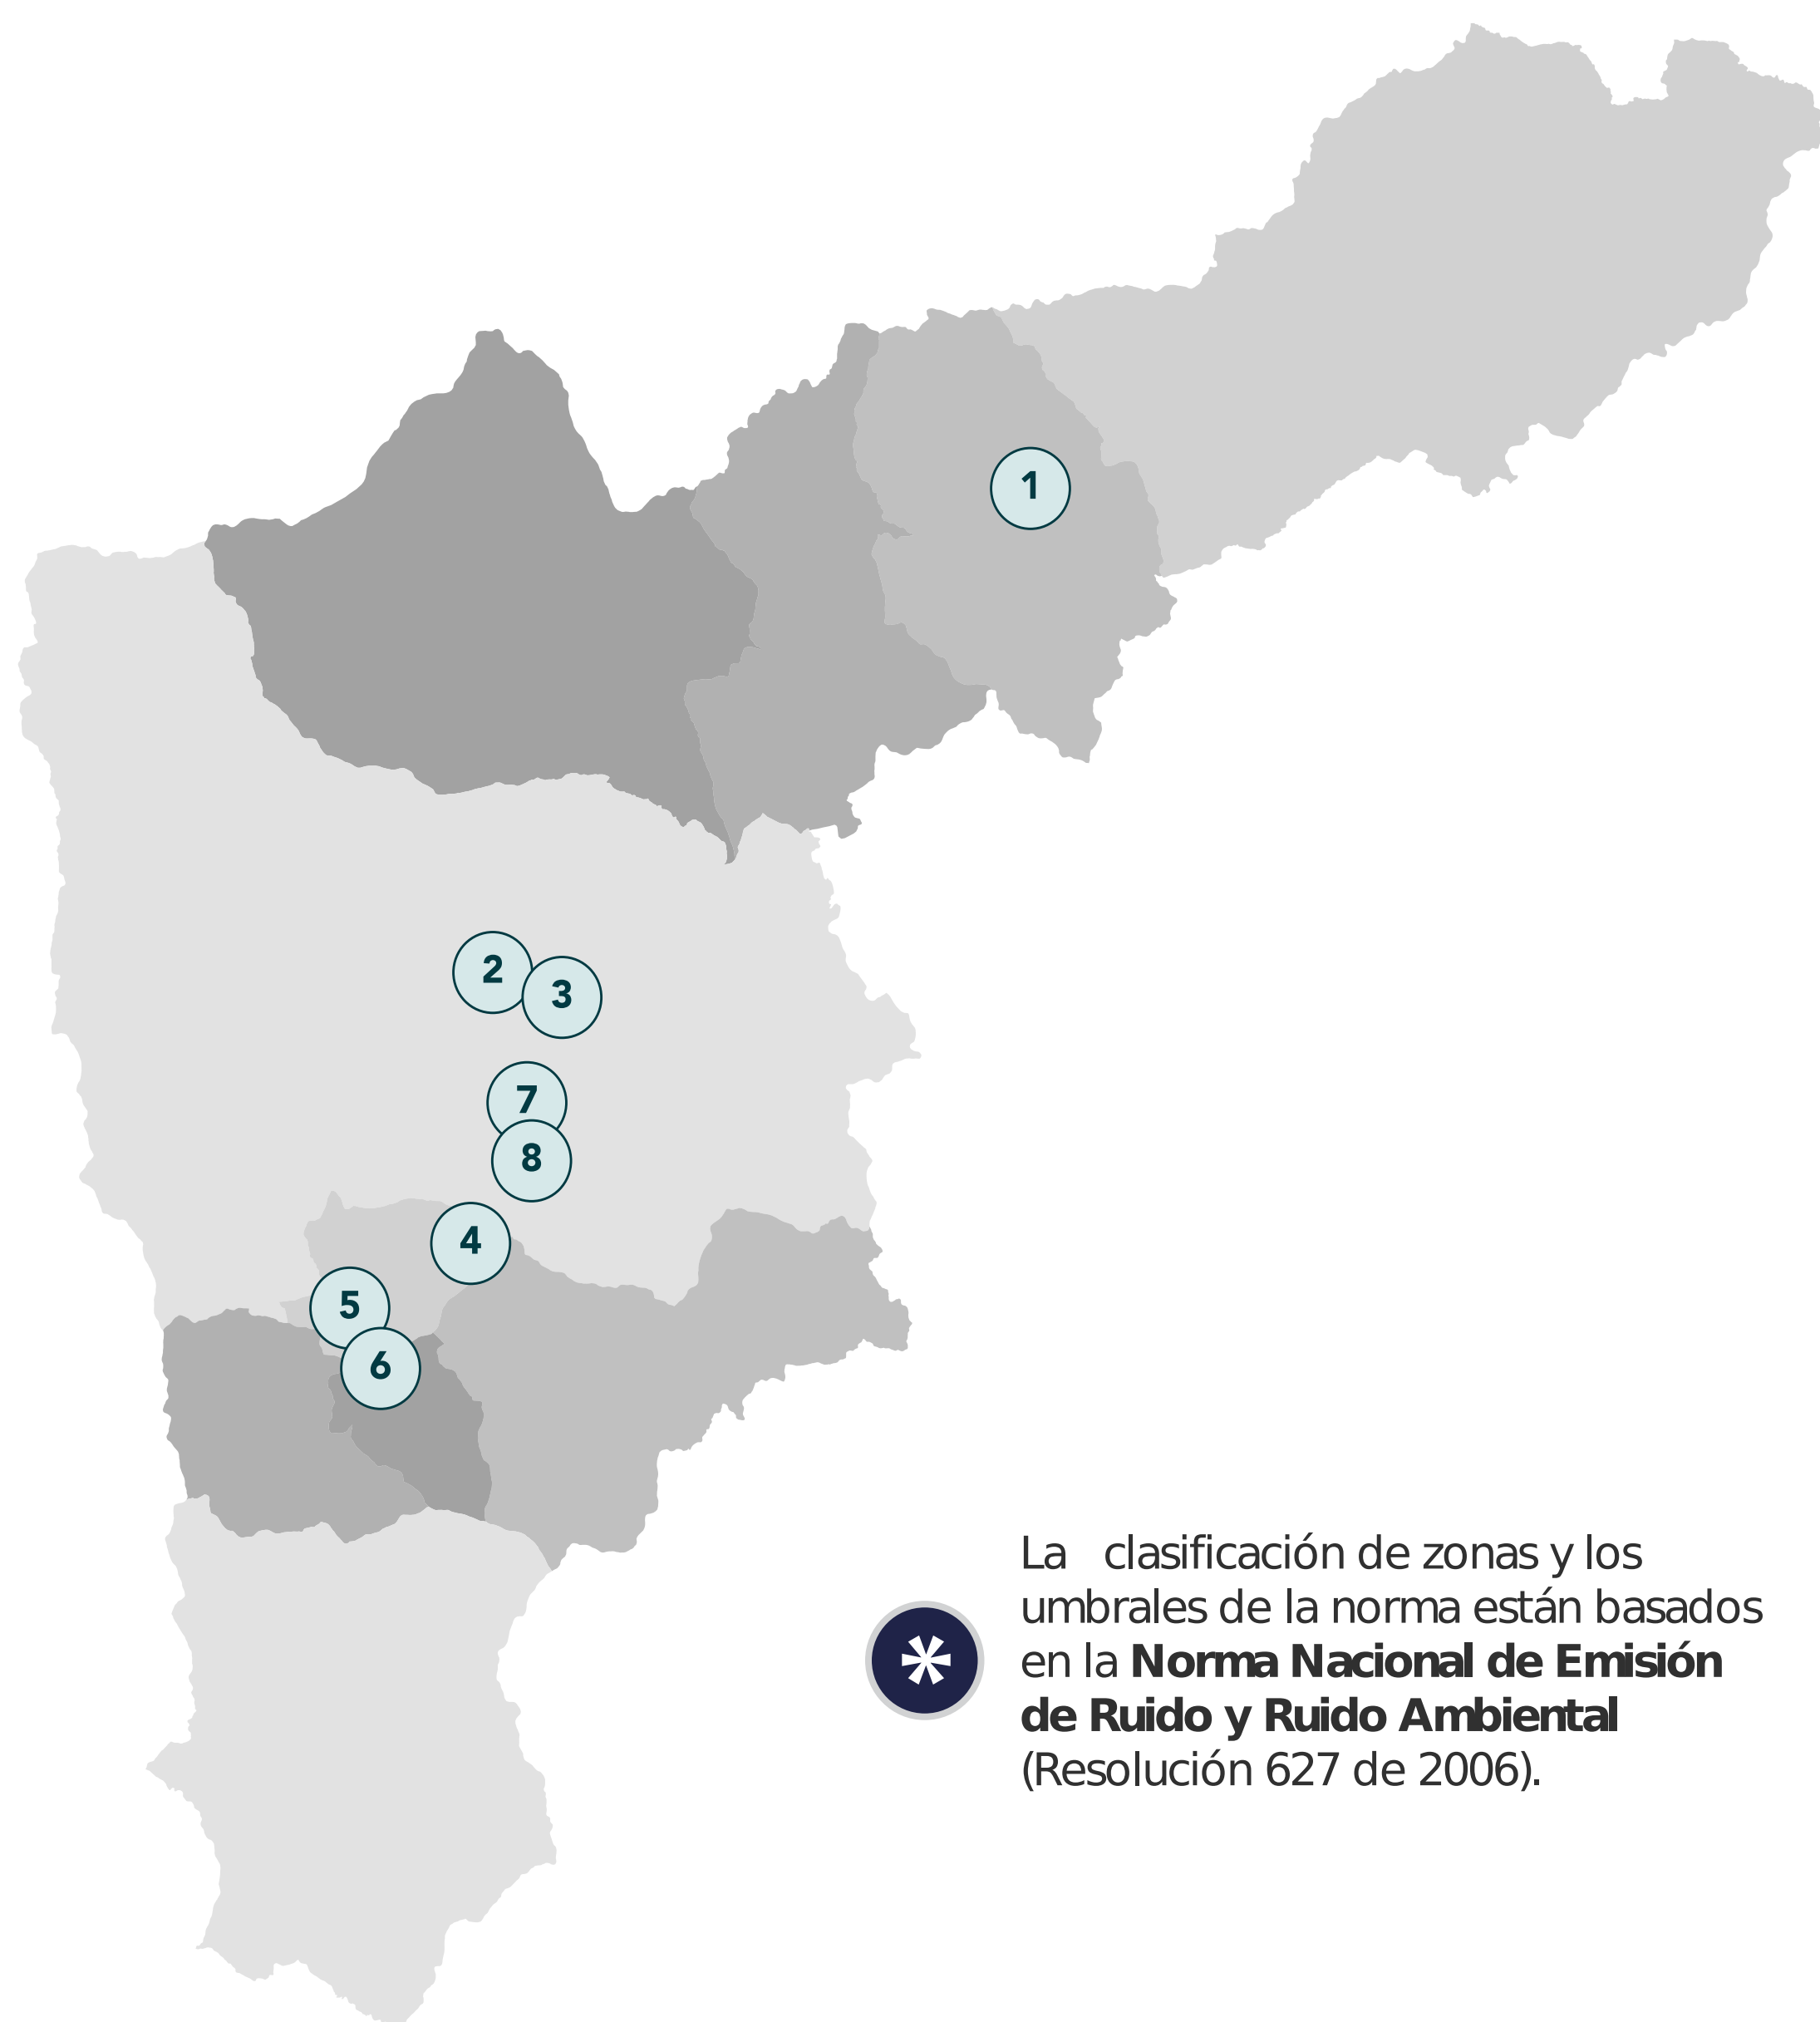 1
2
3
7
8
4
5
6
La clasificación de zonas y los
umbrales de la norma están basados
en la Norma Nacional de Emisión
de Ruido y Ruido Ambiental
(Resolución 627 de 2006).